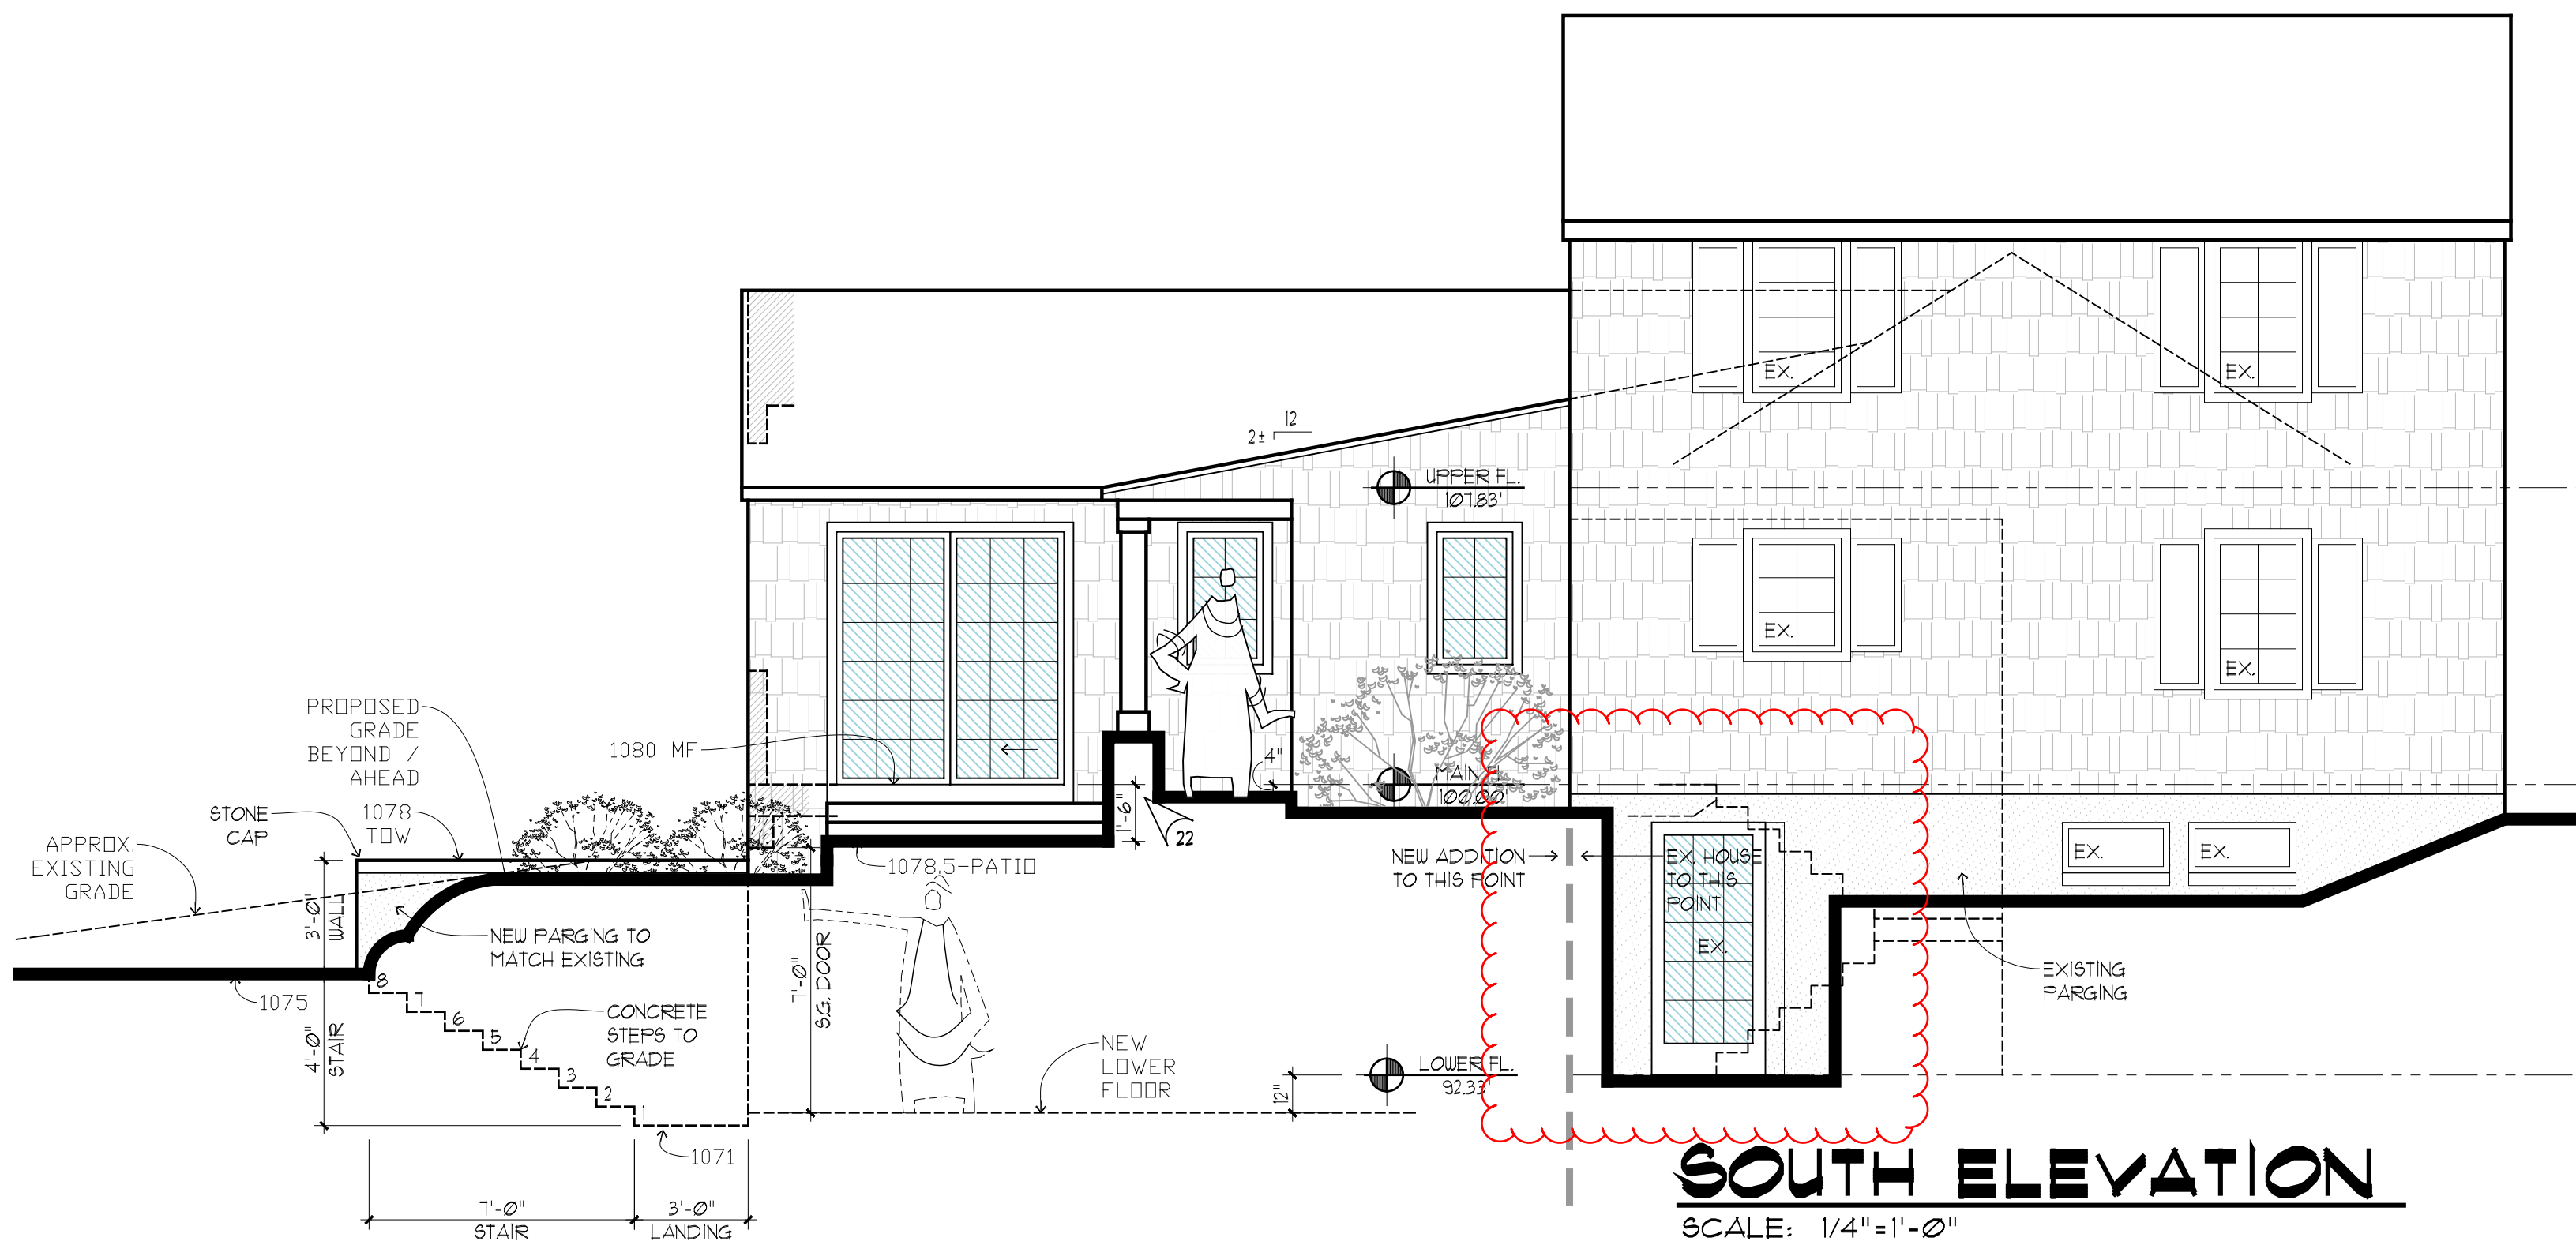 12
2±
UPPER FL.
107.83'
EX.
EX.
EX.
EX.
PROPOSED
GRADE
BEYOND /
AHEAD
1080 MF
4"
MAIN FL.
100.00'
STONE
CAP
1078
TOW
1'-6"
22
APPROX.
EXISTING
GRADE
1078.5-PATIO
NEW ADDITION
TO THIS POINT
EX. HOUSE
TO THIS
POINT
EX.
EX.
EX.
3'-0"
WALL
NEW PARGING TO
MATCH EXISTING
7'-0"
S.G. DOOR
EXISTING
PARGING
1075
8
7
6
5
4
3
2
1
CONCRETE
STEPS TO
GRADE
4'-0"
STAIR
NEW
LOWER
FLOOR
LOWER FL.
92.33'
12"
1071
7'-0"
STAIR
3'-0"
LANDING
SOUTH ELEVATION
SCALE: 1/4"=1'-0"